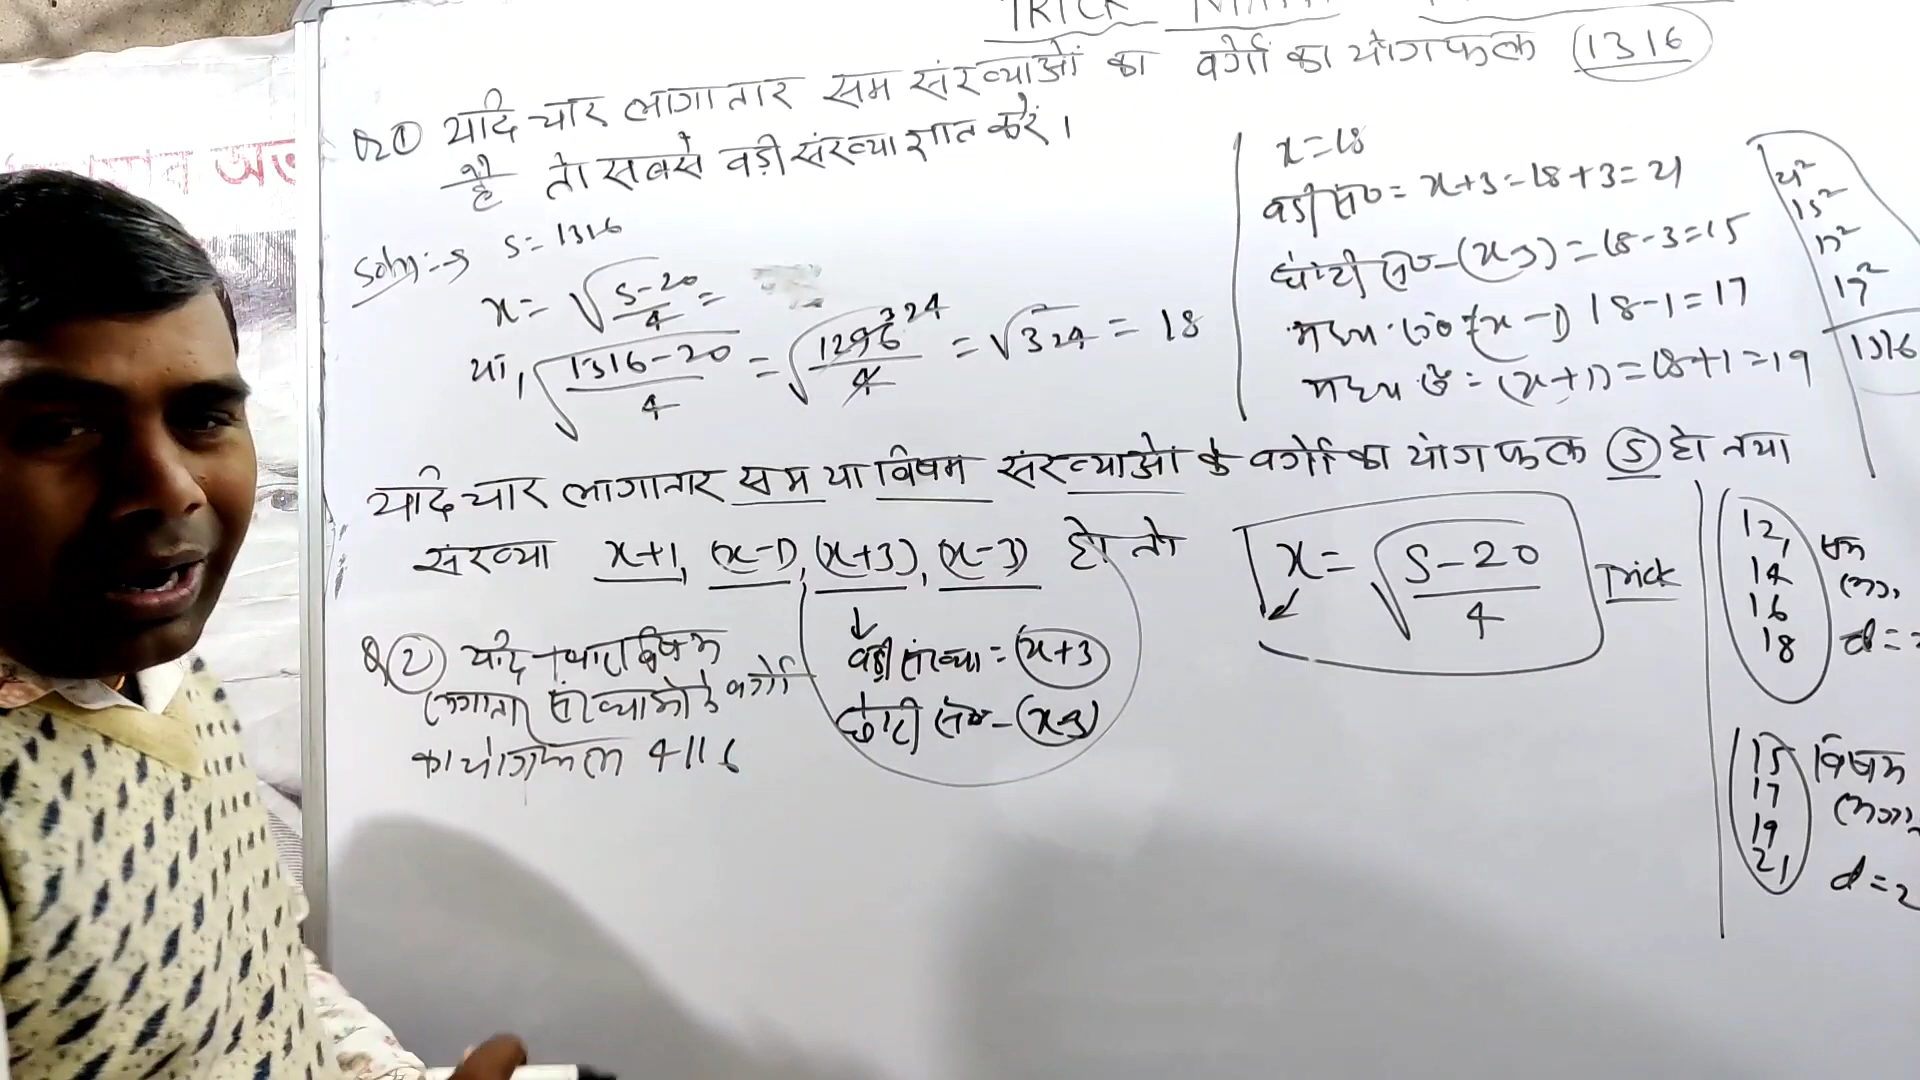 TRICK
Q① यदि चार लागातार सम संख्याओं का वर्गो का योगफल 1316
है तो सबसे बड़ी संख्या ज्ञात करें।
Soln:→ S=1316
x= √(S-20/4) =
या, √(1316-20/4) = √(1296/4) 324 = √324 = 18
x=18
बड़ी सं० = x+3=18+3=21
छोटी सं०-(x-3)=18-3=15
मध्य सं० (x-1) 18-1=17
मध्य = (x+1)=18+1=19
21²
15²
17²
19²
1316
यदि चार लागातार सम या विषम संख्याओ के वर्गो का योगफल S हो तथा
संख्या x+1, (x-1), (x+3), (x-3) हो तो
x= √(S-20/4) Trick
बड़ी संख्या = (x+3
छोटी सं० - (x-3)
Q② यदि चार विषम
लगातार संख्याओ के वर्गो
का योगफल 4116
12,
14
16
18
सम
d=2
15
17
19
21
विषम
d=2